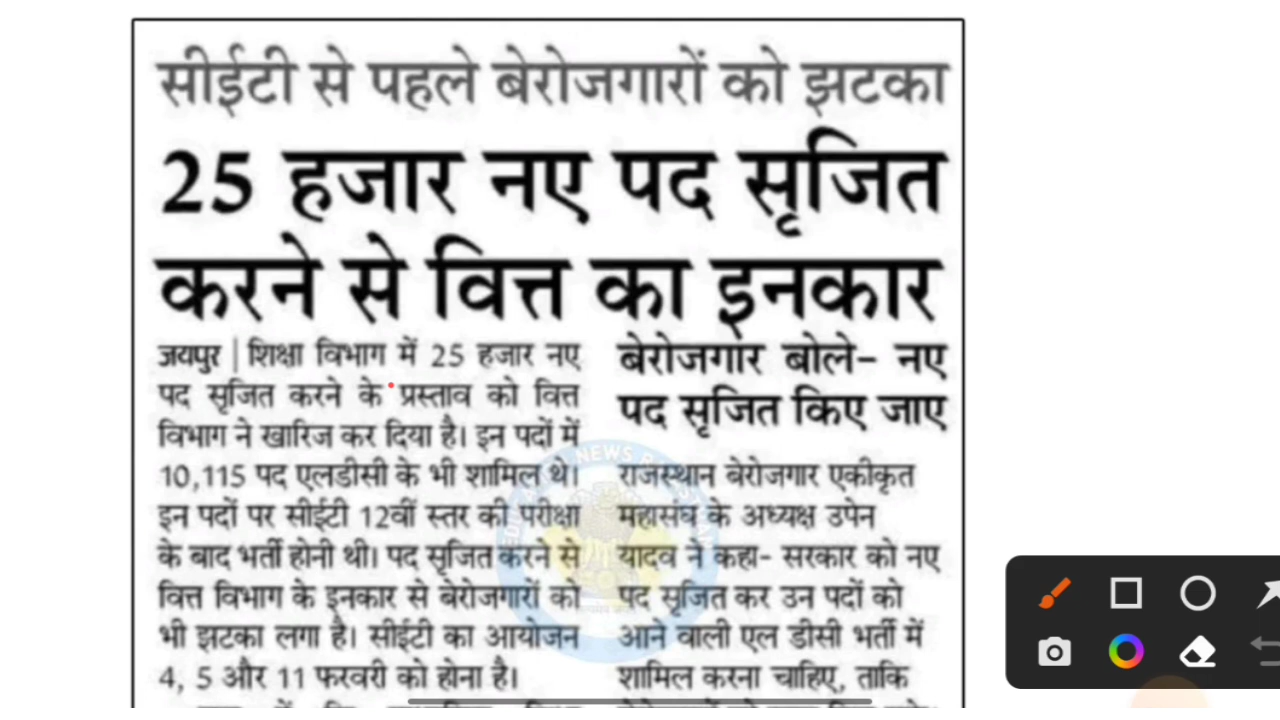 सीईटी से पहले बेरोजगारों को झटका
25 हजार नए पद सृजित
करने से वित्त का इनकार
जयपुर | शिक्षा विभाग में 25 हजार नए
पद सृजित करने के प्रस्ताव को वित्त
विभाग ने खारिज कर दिया है। इन पदों में
10,115 पद एलडीसी के भी शामिल थे।
इन पदों पर सीईटी 12वीं स्तर की परीक्षा
के बाद भर्ती होनी थी। पद सृजित करने से
वित्त विभाग के इनकार से बेरोजगारों को
भी झटका लगा है। सीईटी का आयोजन
4, 5 और 11 फरवरी को होना है।
बेरोजगार बोले- नए
पद सृजित किए जाए
राजस्थान बेरोजगार एकीकृत
महासंघ के अध्यक्ष उपेन
यादव ने कहा- सरकार को नए
पद सृजित कर उन पदों को
आने वाली एल डीसी भर्ती में
शामिल करना चाहिए, ताकि
NEWS